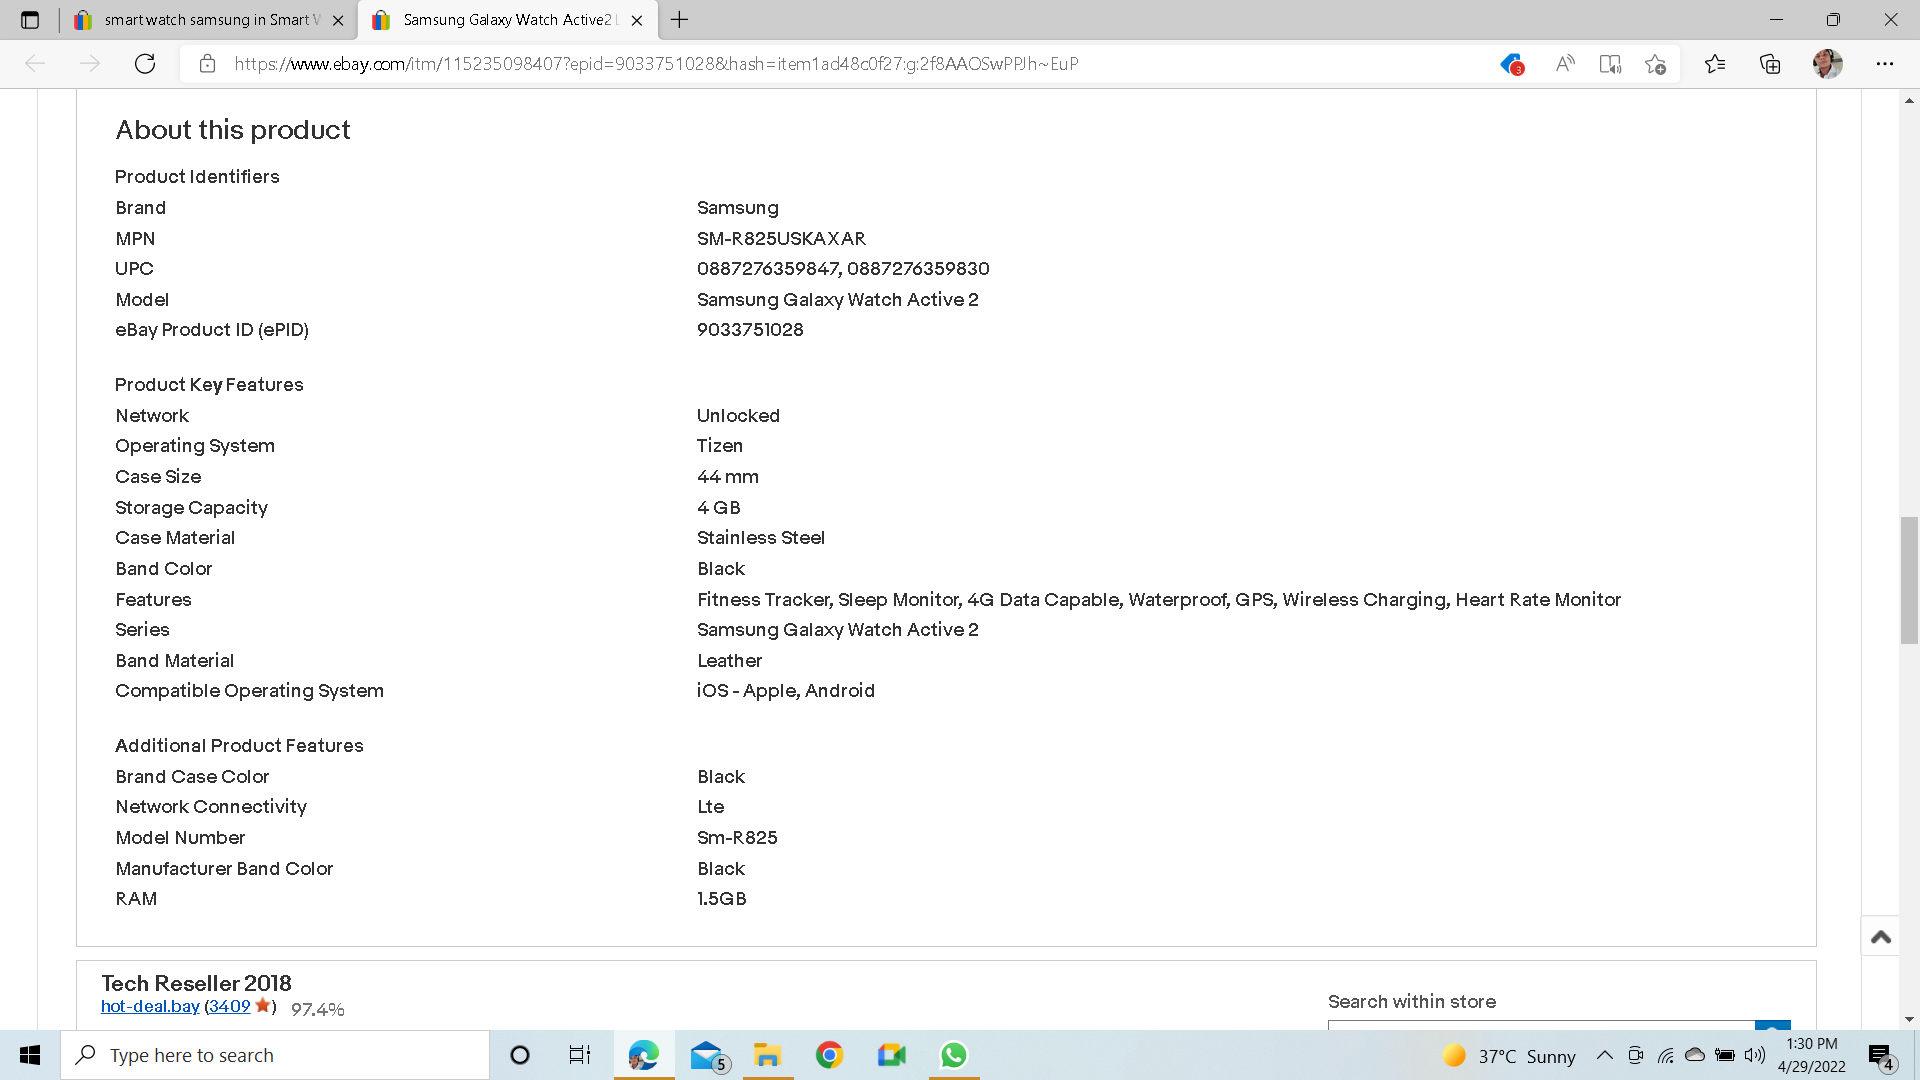 smart watch samsung in Smart W
Samsung Galaxy Watch Active2 L
https://www.ebay.com/itm/115235098407?epid=9033751028&hash=item1ad48c0f27:g:2f8AAOSwPPJh~EuP
3
About this product
Product Identifiers
Brand Samsung
MPN SM-R825USKAXAR
UPC 0887276359847, 0887276359830
Model Samsung Galaxy Watch Active 2
eBay Product ID (ePID) 9033751028
Product Key Features
Network Unlocked
Operating System Tizen
Case Size 44 mm
Storage Capacity 4 GB
Case Material Stainless Steel
Band Color Black
Features Fitness Tracker, Sleep Monitor, 4G Data Capable, Waterproof, GPS, Wireless Charging, Heart Rate Monitor
Series Samsung Galaxy Watch Active 2
Band Material Leather
Compatible Operating System iOS - Apple, Android
Additional Product Features
Brand Case Color Black
Network Connectivity Lte
Model Number Sm-R825
Manufacturer Band Color Black
RAM 1.5GB
Tech Reseller 2018
hot-deal.bay (3409 ★) 97.4%
Search within store
Type here to search
5
37°C Sunny
1:30 PM
4/29/2022
4